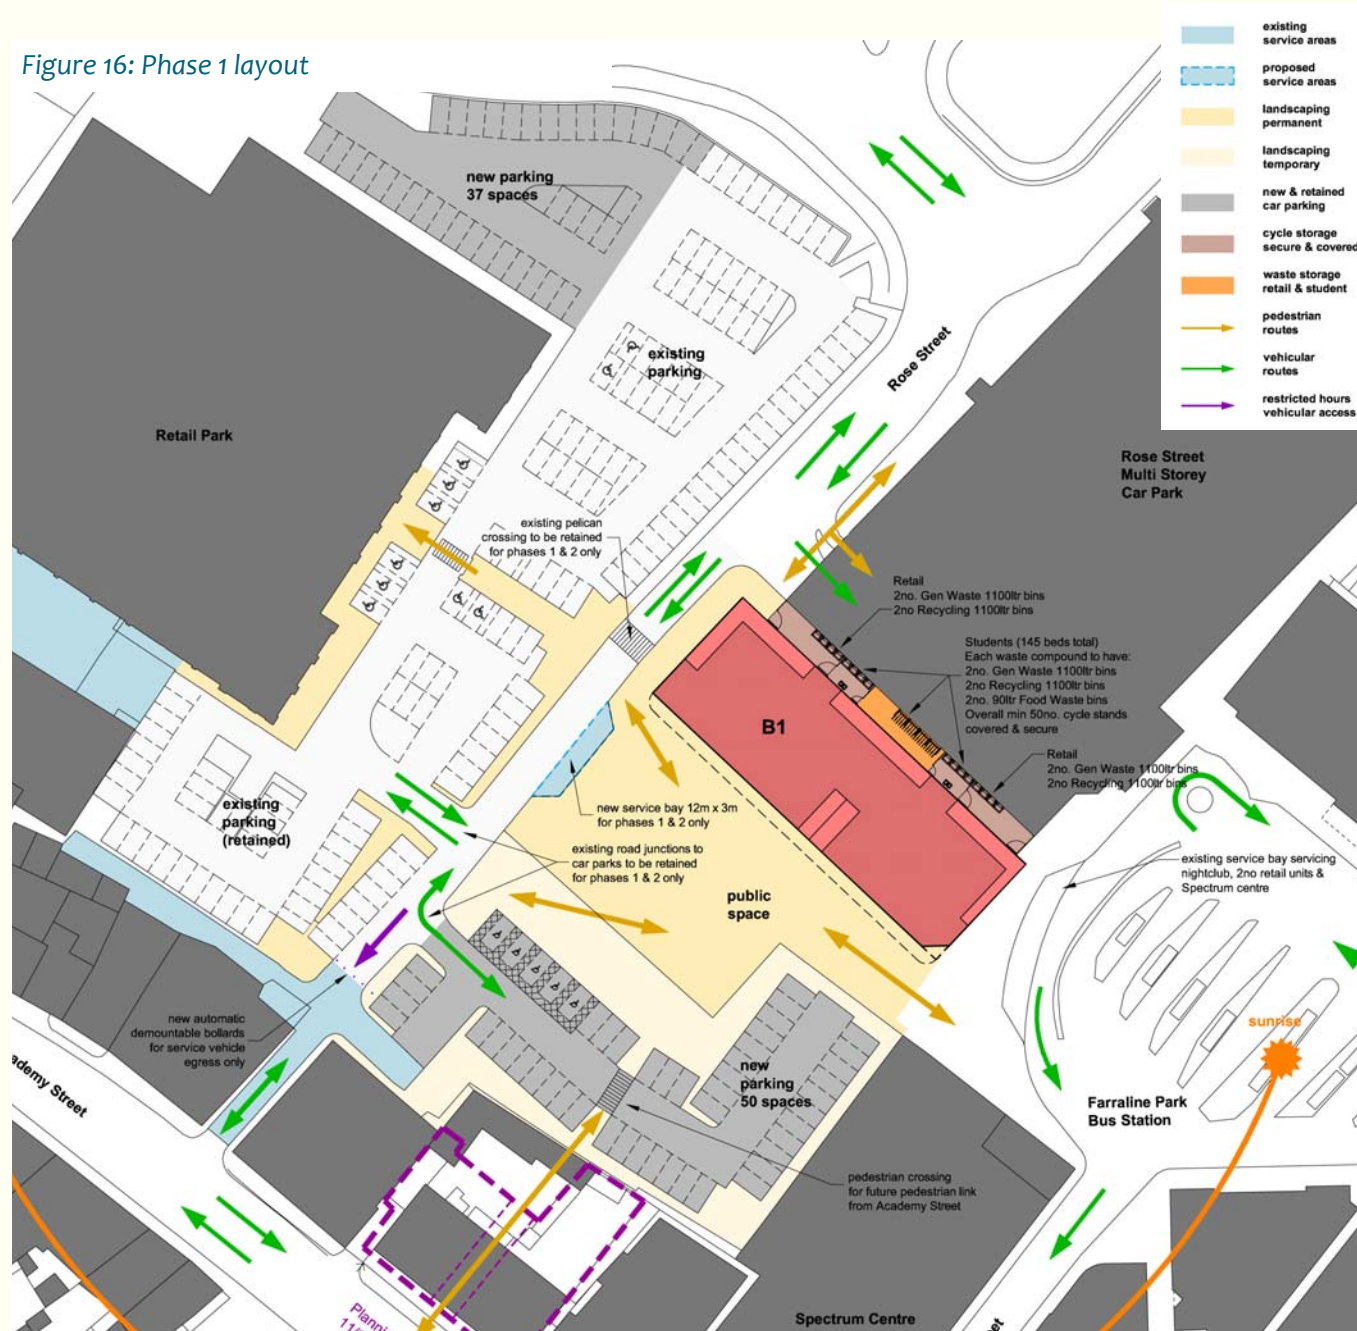 Figure 16: Phase 1 layout
existing
service areas
proposed
service areas
landscaping
permanent
landscaping
temporary
new & retained
car parking
cycle storage
secure & covered
waste storage
retail & student
pedestrian
routes
vehicular
routes
restricted hours
vehicular access
new parking
37 spaces
existing
parking
Rose Street
Retail Park
Rose Street
Multi Storey
Car Park
existing pelican
crossing to be retained
for phases 1 & 2 only
Retail
2no. Gen Waste 1100ltr bins
2no Recycling 1100ltr bins
Students (145 beds total)
Each waste compound to have:
2no. Gen Waste 1100ltr bins
2no Recycling 1100ltr bins
2no. 90ltr Food Waste bins
Overall min 50no. cycle stands
covered & secure
B1
Retail
2no. Gen Waste 1100ltr bins
2no Recycling 1100ltr bins
new service bay 12m x 3m
for phases 1 & 2 only
existing
parking
(retained)
existing road junctions to
car parks to be retained
for phases 1 & 2 only
existing service bay servicing
nightclub, 2no retail units &
Spectrum centre
public
space
new automatic
demountable bollards
for service vehicle
egress only
sunrise
ademy Street
new
parking
50 spaces
Farraline Park
Bus Station
pedestrian crossing
for future pedestrian link
from Academy Street
Spectrum Centre